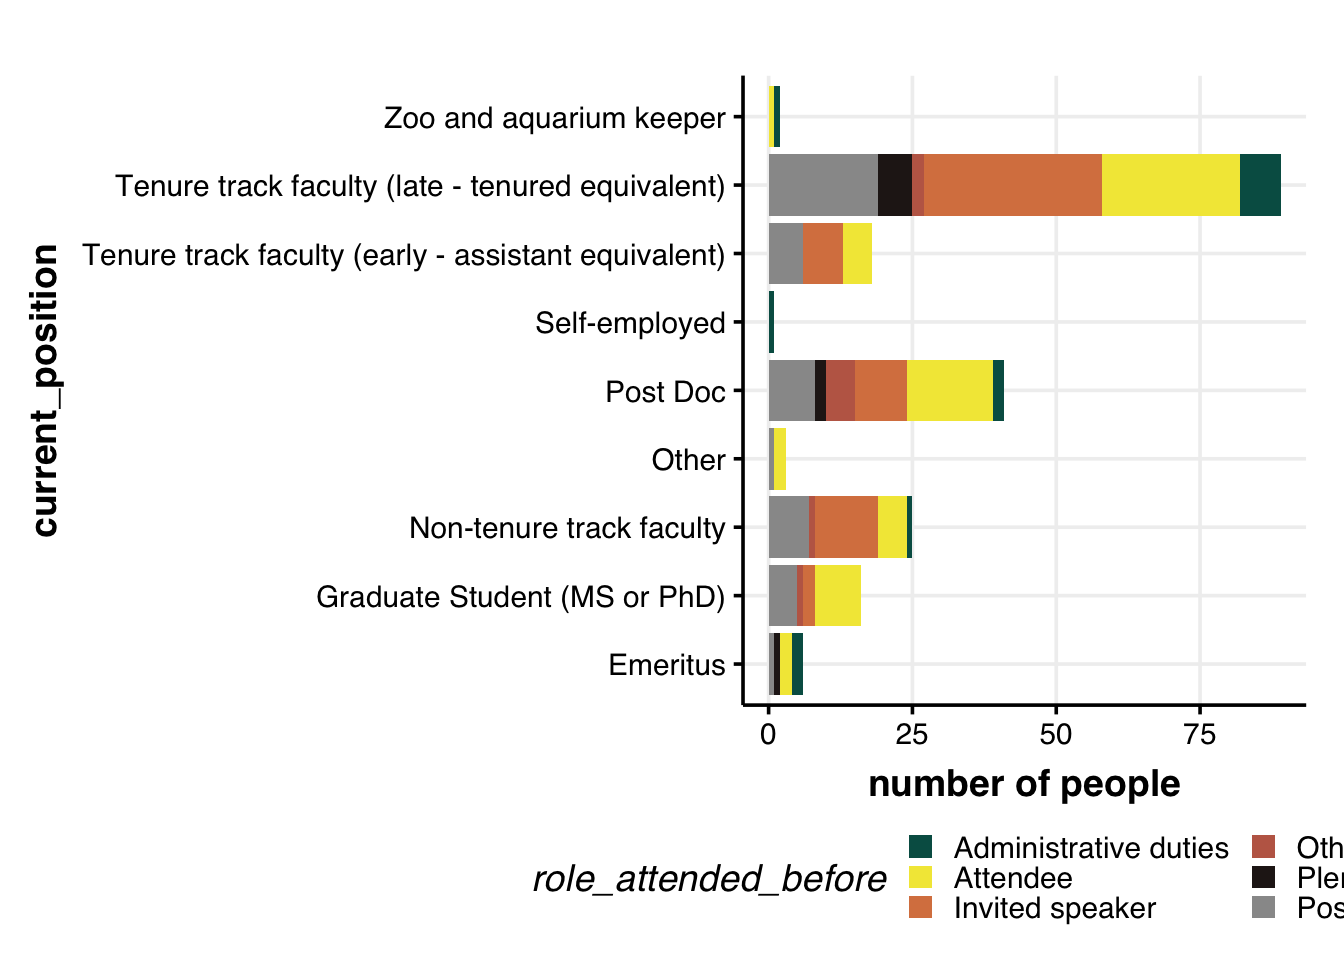 Zoo and aquarium keeper
Tenure track faculty (late - tenured equivalent)
Tenure track faculty (early - assistant equivalent)
Self-employed
Post Doc
Other
Non-tenure track faculty
Graduate Student (MS or PhD)
Emeritus
current_position
0 25 50 75
number of people
role_attended_before
Administrative duties
Attendee
Invited speaker